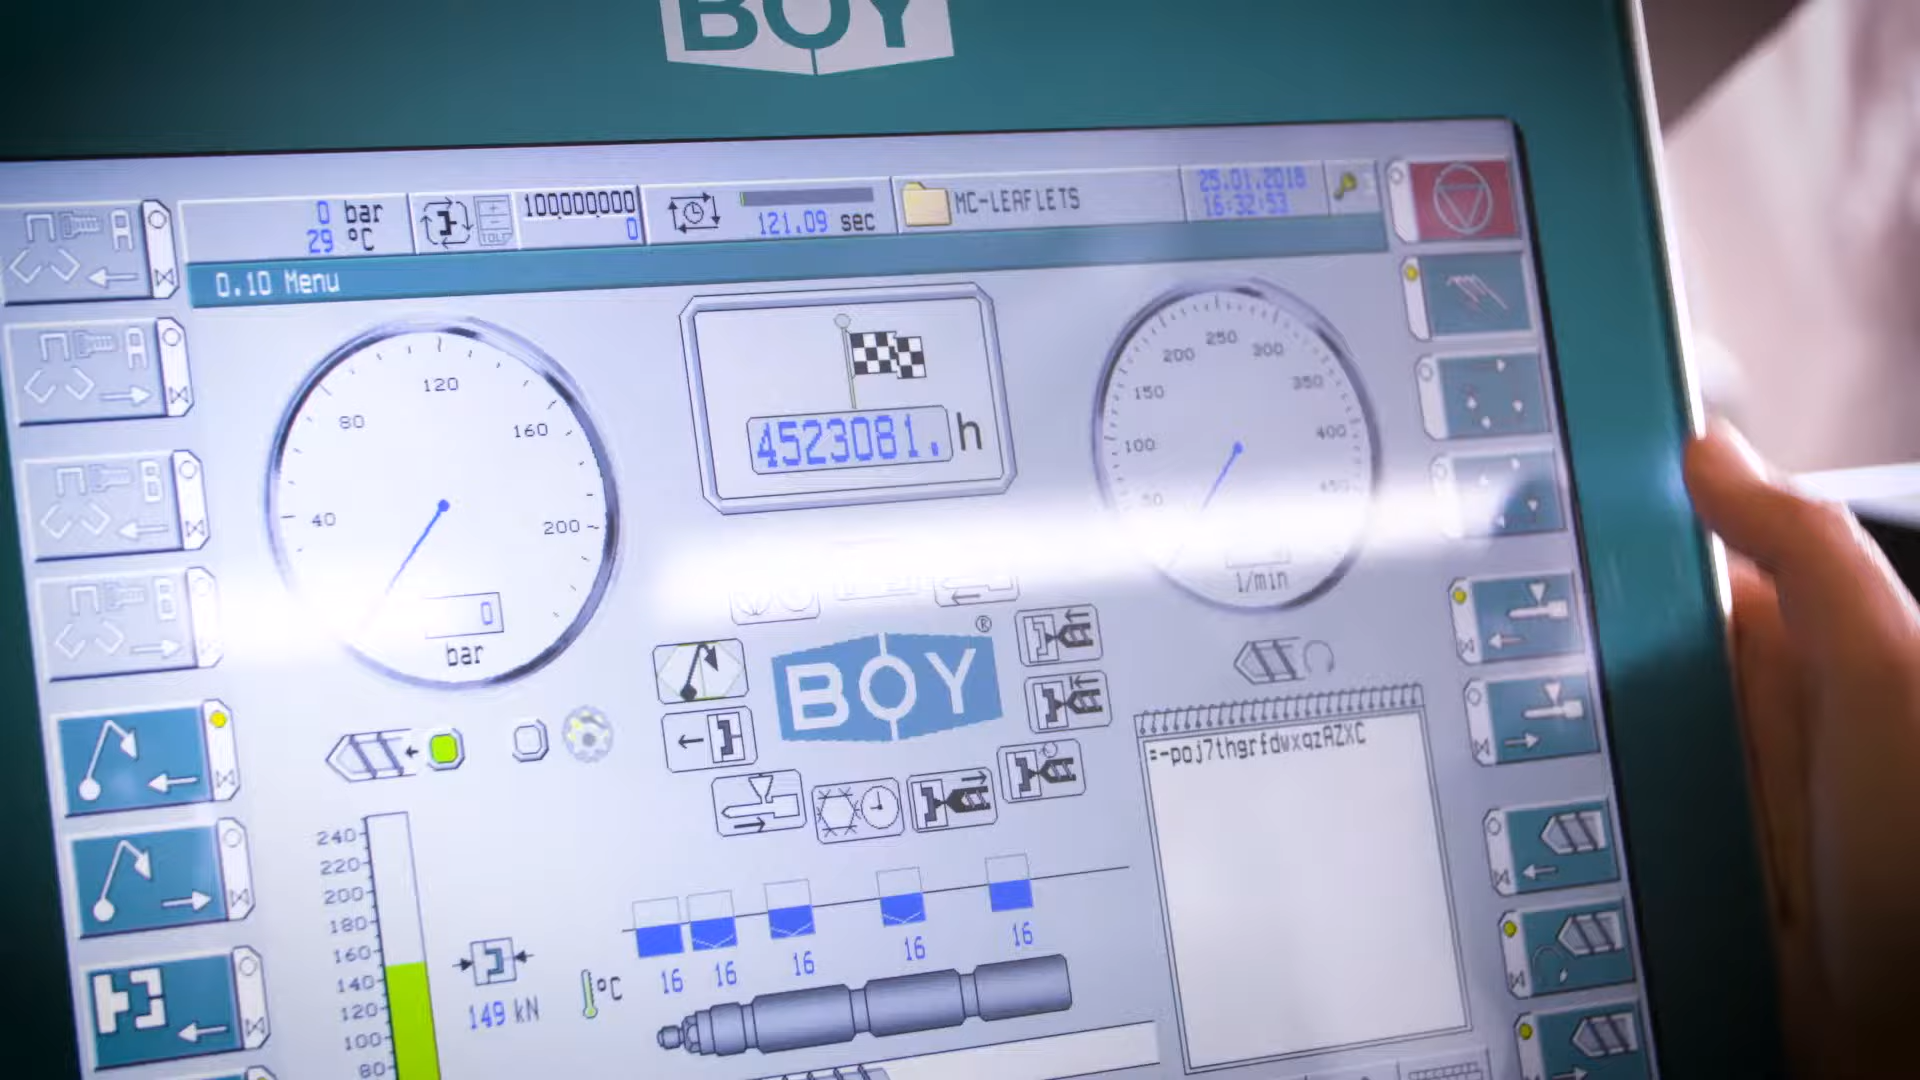 BOY
0 bar
29 °C
TOLE
100000000
0
121.09 sec
MC-LEAFLETS
25.01.2018
16:32:53
0.10 Menu
A
A
B
B
40
80
120
160
200
0
bar
4523081. h
50
100
150
200
250
300
350
400
450
l/min
BOY®
=-poj7thgrfdwxqzAZXC
240
220
200
180
160
140
120
100
80
149 kN
°C
16
16
16
16
16